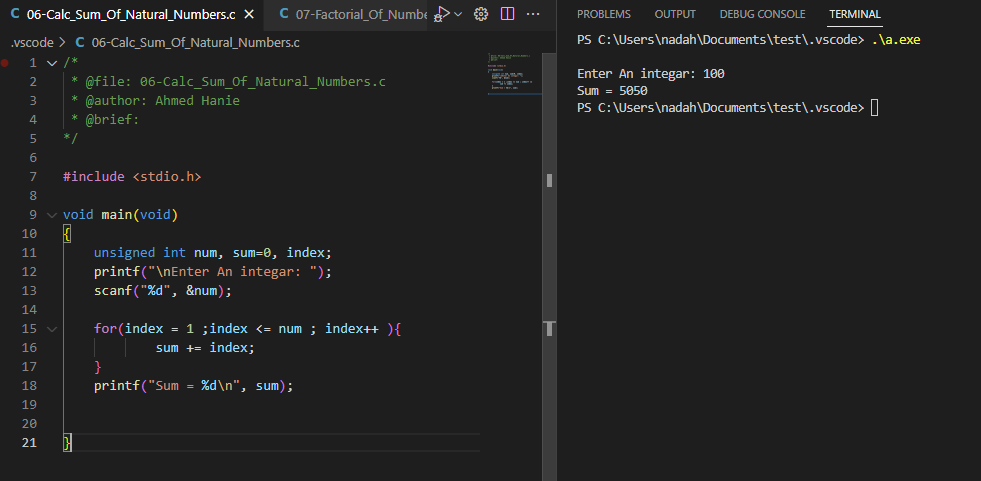 06-Calc_Sum_Of_Natural_Numbers.c
07-Factorial_Of_Numbe
.vscode > C 06-Calc_Sum_Of_Natural_Numbers.c
1 /*
2 * @file: 06-Calc_Sum_Of_Natural_Numbers.c
3 * @author: Ahmed Hanie
4 * @brief:
5 */
6
7 #include <stdio.h>
8
9 void main(void)
10 {
11 unsigned int num, sum=0, index;
12 printf("\nEnter An integar: ");
13 scanf("%d", &num);
14
15 for(index = 1 ;index <= num ; index++ ){
16 sum += index;
17 }
18 printf("Sum = %d\n", sum);
19
20
21 }
PROBLEMS OUTPUT DEBUG CONSOLE TERMINAL
PS C:\Users\nadah\Documents\test\.vscode> .\a.exe
Enter An integar: 100
Sum = 5050
PS C:\Users\nadah\Documents\test\.vscode>